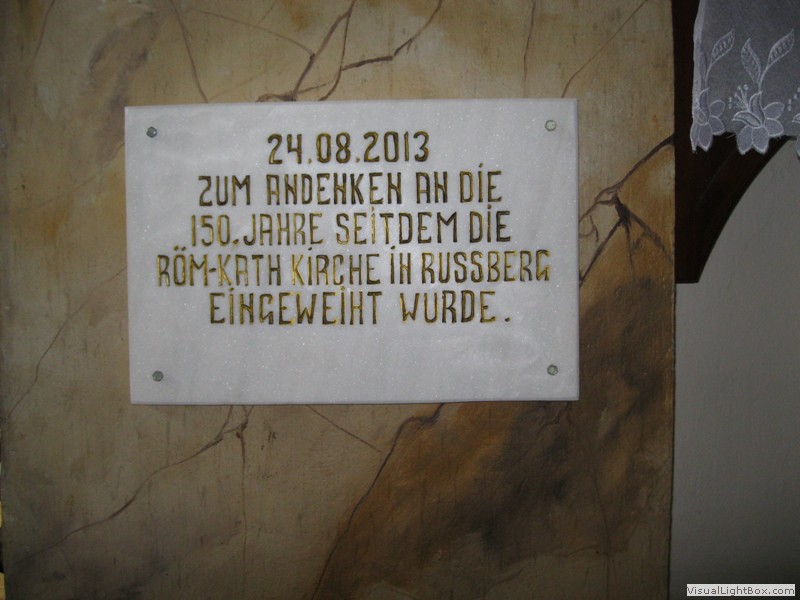 24.08.2013
ZUM ANDENKEN AN DIE
150. JAHRE SEITDEM DIE
RÖM-KATH KIRCHE IN RUSSBERG
EINGEWEIHT WURDE.
VisualLightBox.com